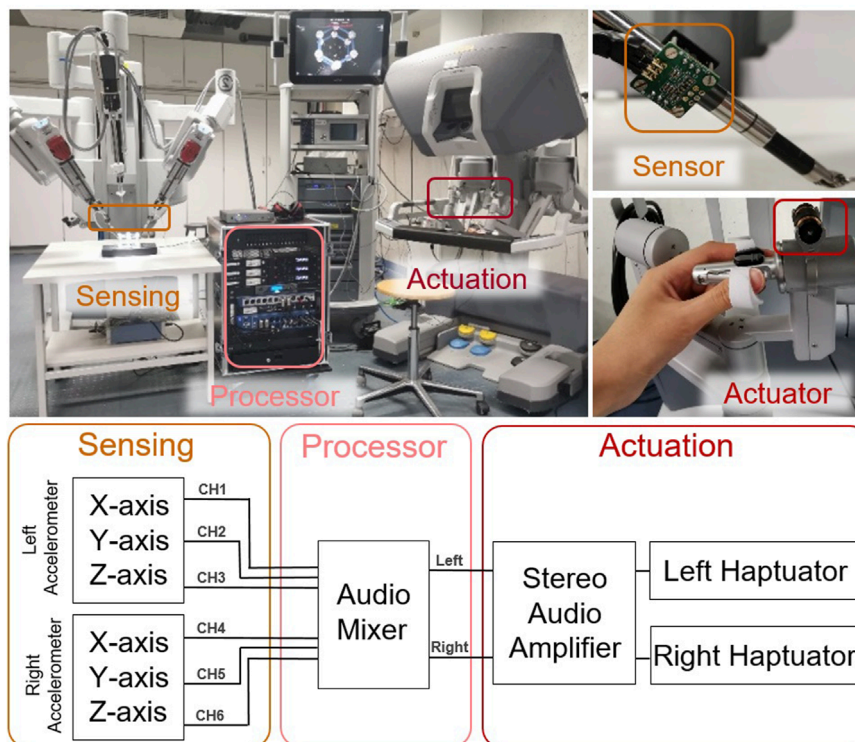 Sensing
Processor
Actuation
Sensor
Actuator
Sensing
Processor
Actuation
Left
Accelerometer
X-axis
Y-axis
Z-axis
CH1
CH2
CH3
Right
Accelerometer
X-axis
Y-axis
Z-axis
CH4
CH5
CH6
Audio
Mixer
Left
Right
Stereo
Audio
Amplifier
Left Haptuator
Right Haptuator